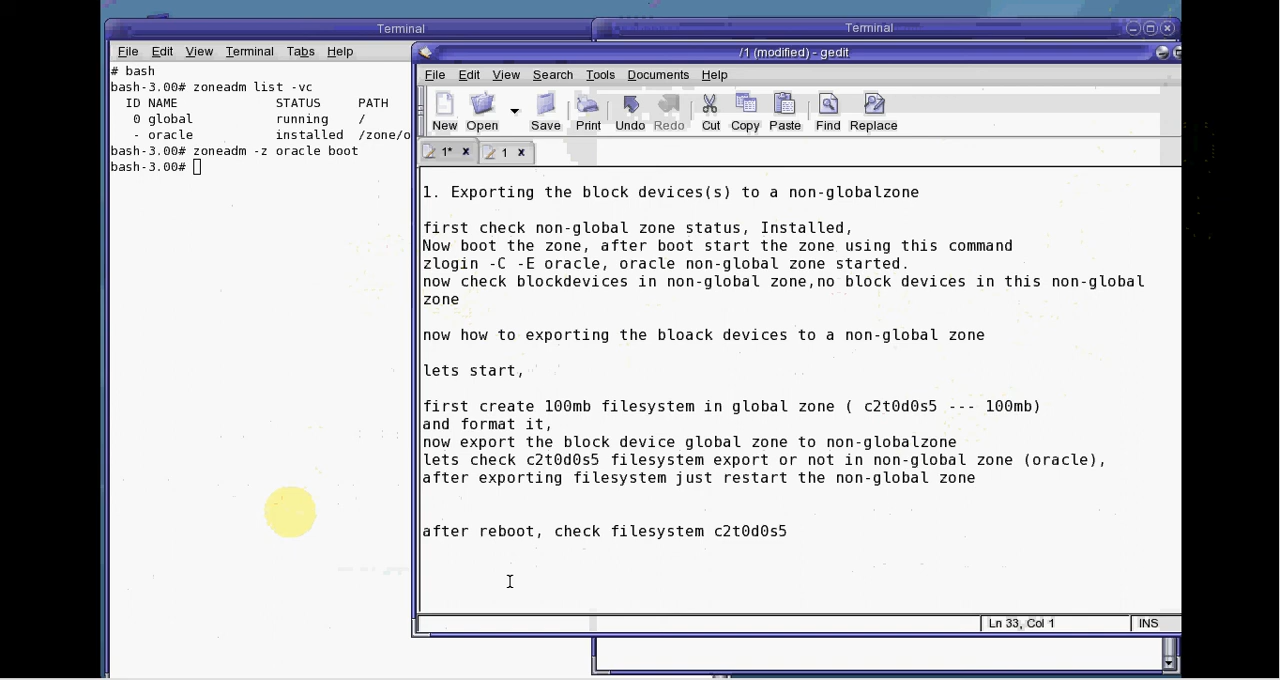 Terminal
Terminal
File Edit View Terminal Tabs Help
# bash
bash-3.00# zoneadm list -vc
ID NAME STATUS PATH
0 global running /
- oracle installed /zone/o
bash-3.00# zoneadm -z oracle boot
bash-3.00#
/1 (modified) - gedit
File Edit View Search Tools Documents Help
New Open Save Print Undo Redo Cut Copy Paste Find Replace
1* x 1 x
1. Exporting the block devices(s) to a non-globalzone
first check non-global zone status, Installed,
Now boot the zone, after boot start the zone using this command
zlogin -C -E oracle, oracle non-global zone started.
now check blockdevices in non-global zone,no block devices in this non-global
zone
now how to exporting the bloack devices to a non-global zone
lets start,
first create 100mb filesystem in global zone ( c2t0d0s5 --- 100mb)
and format it,
now export the block device global zone to non-globalzone
lets check c2t0d0s5 filesystem export or not in non-global zone (oracle),
after exporting filesystem just restart the non-global zone
after reboot, check filesystem c2t0d0s5
Ln 33, Col 1 INS